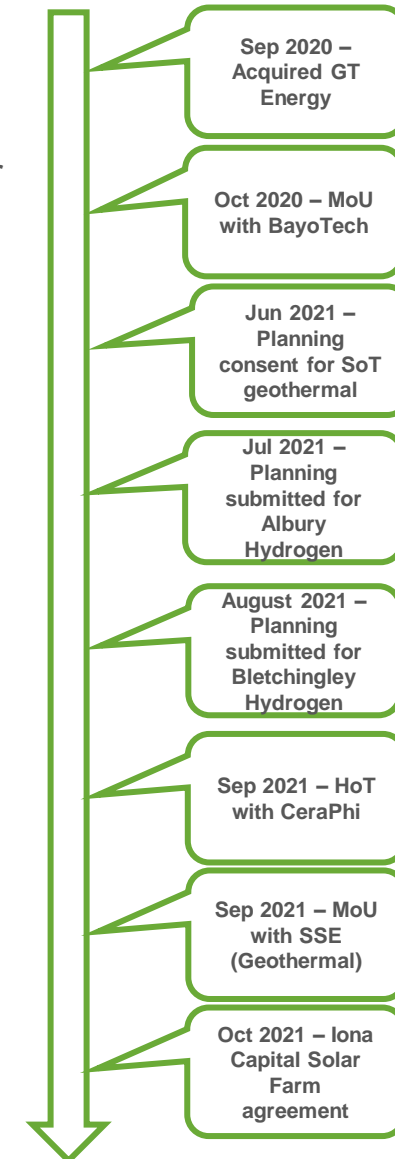 Sep 2020 –
Acquired GT
Energy
Oct 2020 – MoU
with BayoTech
Jun 2021 –
Planning
consent for SoT
geothermal
Jul 2021 –
Planning
submitted for
Albury
Hydrogen
August 2021 –
Planning
submitted for
Bletchingley
Hydrogen
Sep 2021 – HoT
with CeraPhi
Sep 2021 – MoU
with SSE
(Geothermal)
Oct 2021 – Iona
Capital Solar
Farm
agreement